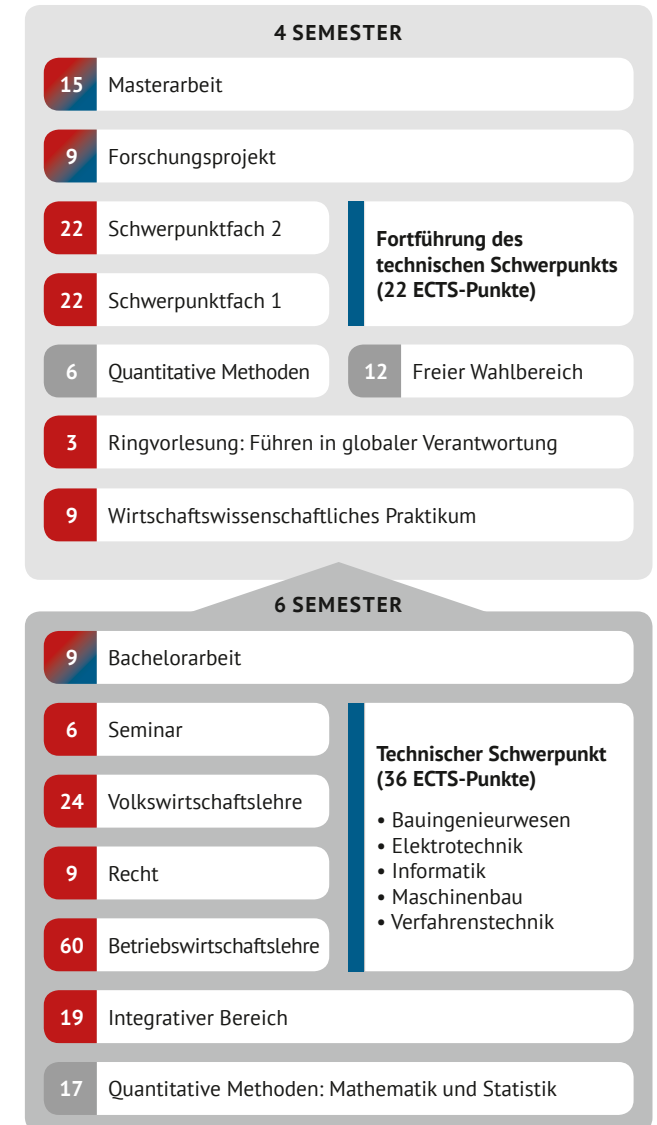 4 SEMESTER
15 Masterarbeit
9 Forschungsprojekt
22 Schwerpunktfach 2
22 Schwerpunktfach 1
Fortführung des
technischen Schwerpunkts
(22 ECTS-Punkte)
6 Quantitative Methoden
12 Freier Wahlbereich
3 Ringvorlesung: Führen in globaler Verantwortung
9 Wirtschaftswissenschaftliches Praktikum
6 SEMESTER
9 Bachelorarbeit
6 Seminar
24 Volkswirtschaftslehre
9 Recht
60 Betriebswirtschaftslehre
Technischer Schwerpunkt
(36 ECTS-Punkte)
• Bauingenieurwesen
• Elektrotechnik
• Informatik
• Maschinenbau
• Verfahrenstechnik
19 Integrativer Bereich
17 Quantitative Methoden: Mathematik und Statistik